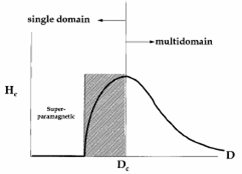 single domain
multidomain
Hc
Super-
paramagnetic
Dc
D